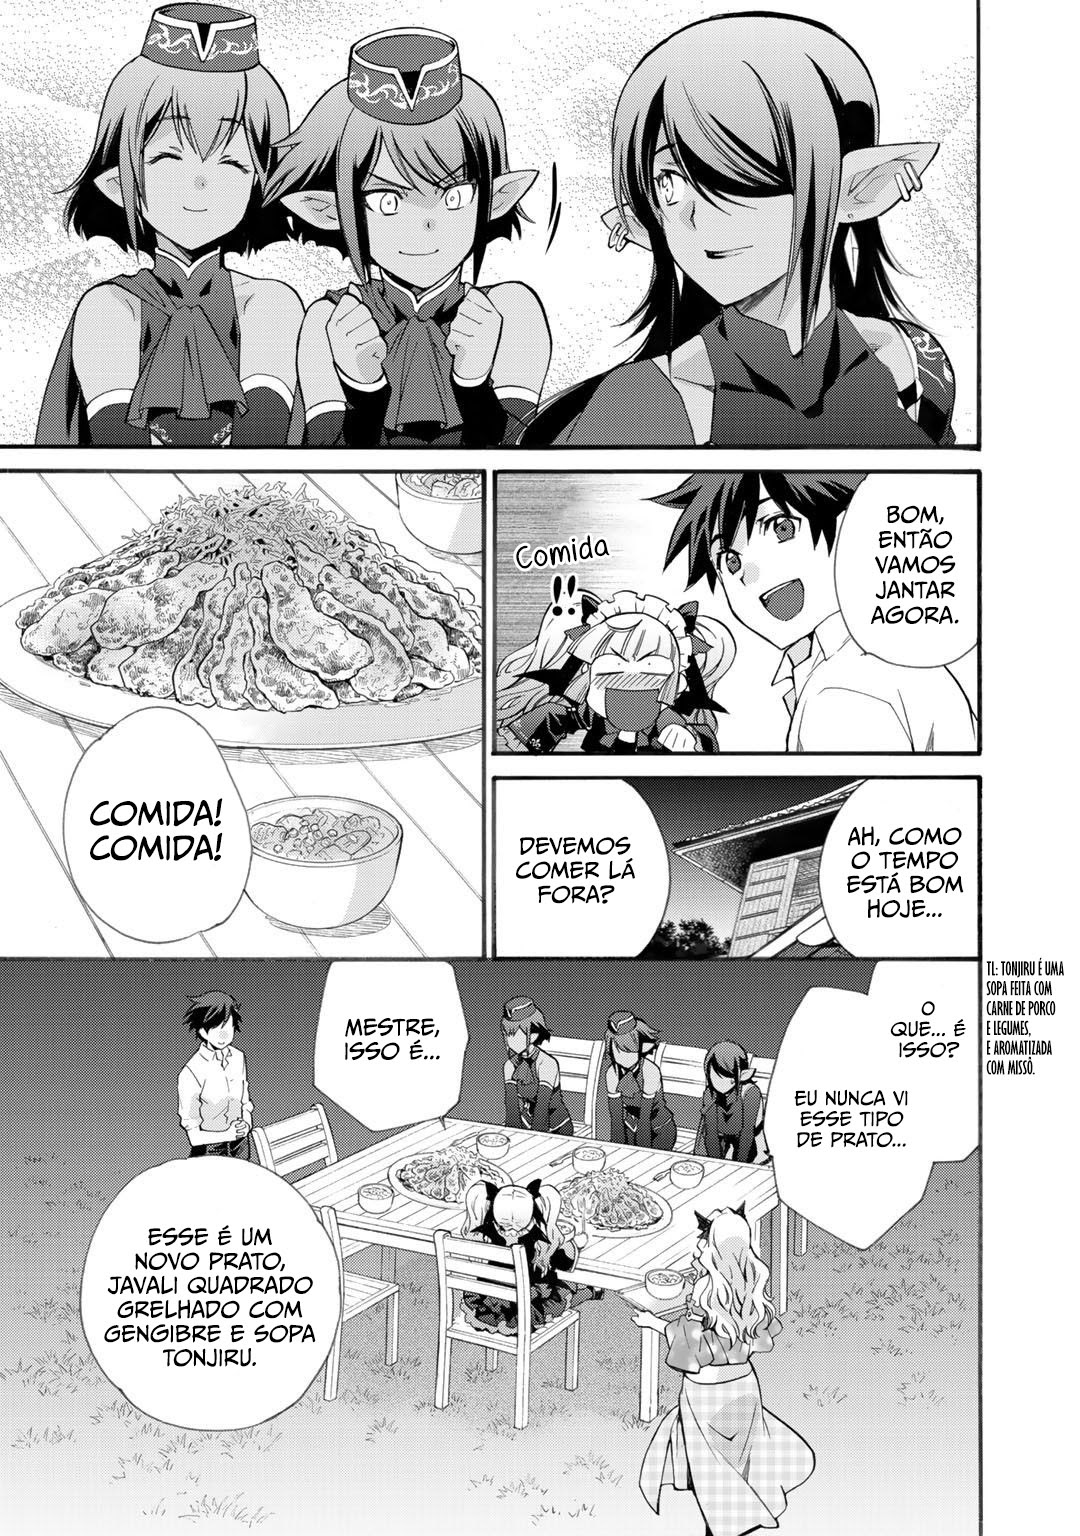 BOM,
ENTÃO
VAMOS
JANTAR
AGORA.
Comida
AH, COMO
O TEMPO
ESTÁ BOM
HOJE...
DEVEMOS
COMER LÁ
FORA?
COMIDA!
COMIDA!
O
QUE... É
ISSO?
EU NUNCA VI
ESSE TIPO
DE PRATO...
MESTRE,
ISSO É...
ESSE É UM
NOVO PRATO,
JAVALI QUADRADO
GRELHADO COM
GENGIBRE E SOPA
TONJIRU.
TL: TONJIRU É UMA
SOPA FEITA COM
CARNE DE PORCO
E LEGUMES,
E AROMATIZADA
COM MISSÔ.